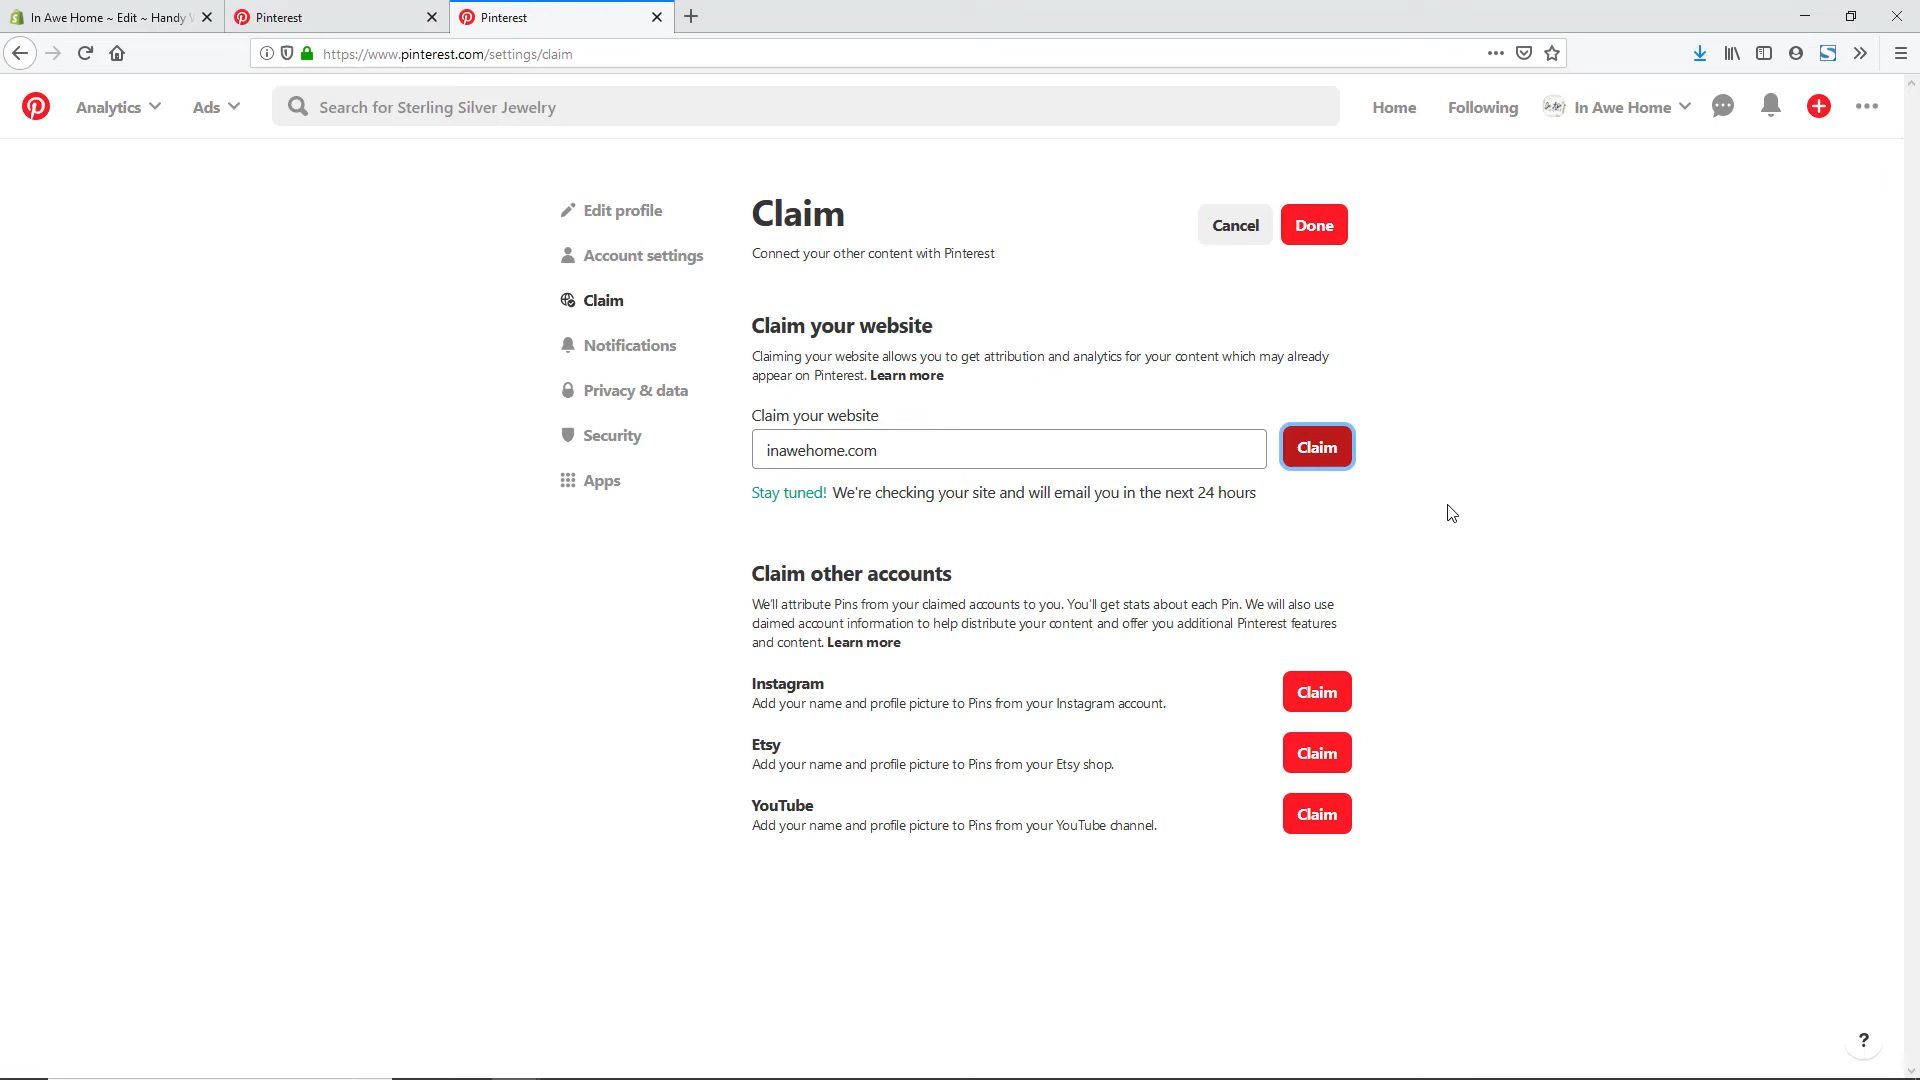 In Awe Home ~ Edit ~ Handy
Pinterest
Pinterest
https://www.pinterest.com/settings/claim
Analytics
Ads
Search for Sterling Silver Jewelry
Home
Following
In Awe Home
Edit profile
Account settings
Claim
Notifications
Privacy & data
Security
Apps
Claim
Cancel
Done
Connect your other content with Pinterest
Claim your website
Claiming your website allows you to get attribution and analytics for your content which may already
appear on Pinterest. Learn more
Claim your website
inawehome.com
Claim
Stay tuned! We're checking your site and will email you in the next 24 hours
Claim other accounts
We'll attribute Pins from your claimed accounts to you. You'll get stats about each Pin. We will also use
claimed account information to help distribute your content and offer you additional Pinterest features
and content. Learn more
Instagram
Add your name and profile picture to Pins from your Instagram account.
Claim
Etsy
Add your name and profile picture to Pins from your Etsy shop.
Claim
YouTube
Add your name and profile picture to Pins from your YouTube channel.
Claim
?